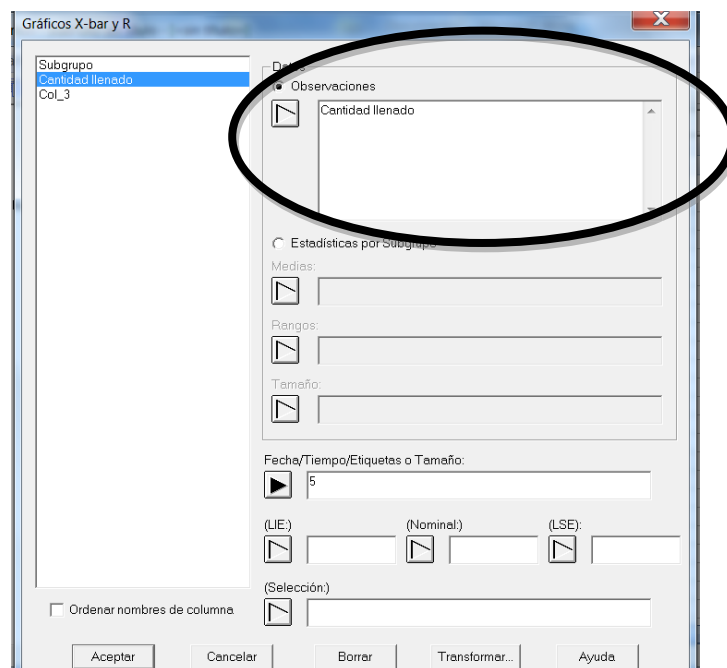 Gráficos X-bar y R
Subgrupo
Cantidad llenado
Col_3
Datos
Observaciones
Cantidad llenado
Estadísticas por Subgrupo
Medias:
Rangos:
Tamaño:
Fecha/Tiempo/Etiquetas o Tamaño:
5
(LIE:) (Nominal:) (LSE):
(Selección:)
Ordenar nombres de columna
Aceptar Cancelar Borrar Transformar... Ayuda